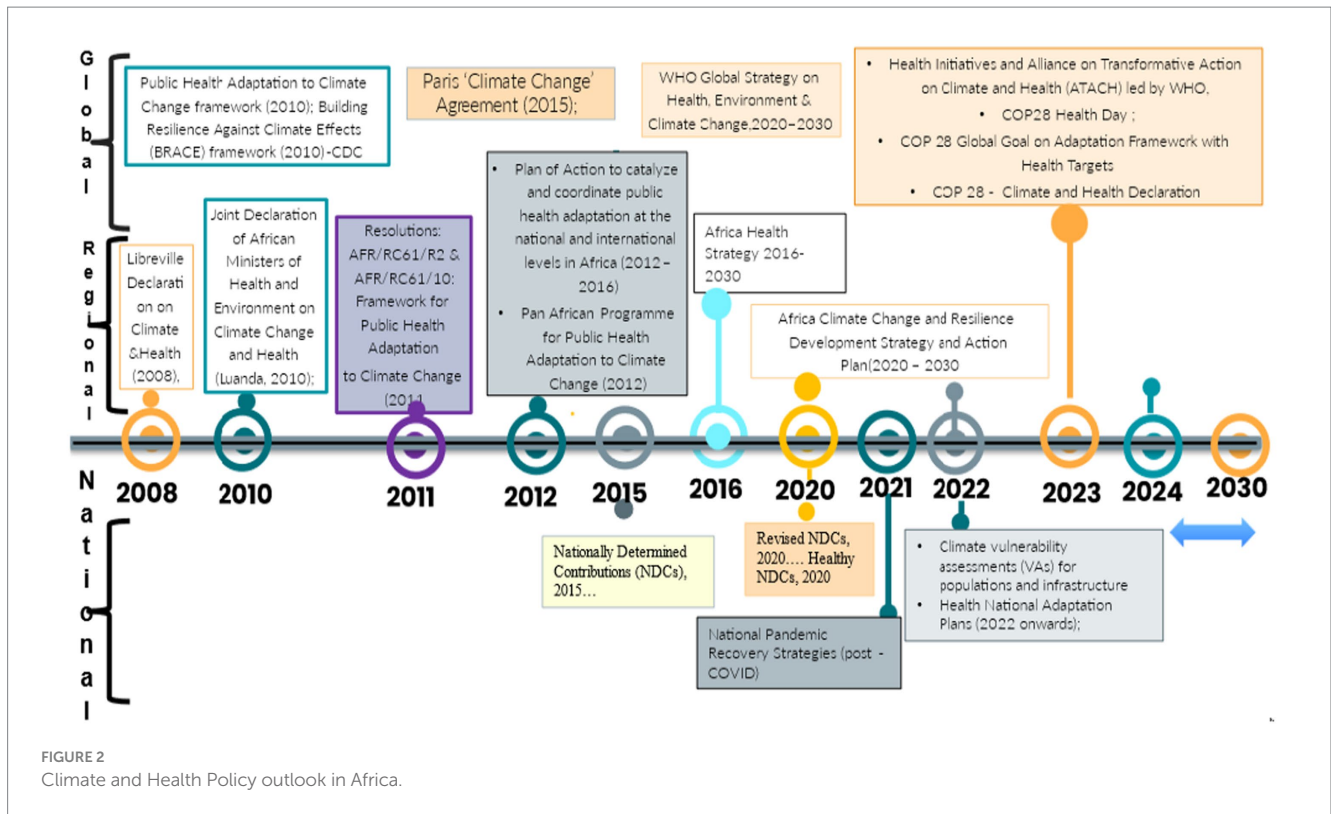 Global
Public Health Adaptation to Climate
Change framework (2010); Building
Resilience Against Climate Effects
(BRACE) framework (2010)-CDC
Paris ‘Climate Change’
Agreement (2015);
WHO Global Strategy on
Health, Environment &
Climate Change,2020–2030
• Health Initiatives and Alliance on Transformative Action
on Climate and Health (ATACH) led by WHO,
• COP28 Health Day ;
• COP 28 Global Goal on Adaptation Framework with
Health Targets
• COP 28 - Climate and Health Declaration
Regional
Libreville
Declarati
on on
Climate
&Health
(2008),
Joint Declaration
of African
Ministers of
Health and
Environment on
Climate Change
and Health
(Luanda, 2010);
Resolutions:
AFR/RC61/R2 &
AFR/RC61/10:
Framework for
Public Health
Adaptation
to Climate Change
(2011
• Plan of Action to catalyze
and coordinate public
health adaptation at the
national and international
levels in Africa (2012–
2016)
• Pan African Programme
for Public Health
Adaptation to Climate
Change (2012)
Africa Health
Strategy 2016-
2030
Africa Climate Change and Resilience
Development Strategy and Action
Plan(2020 – 2030
2008
2010
2011
2012
2015
2016
2020
2021
2022
2023
2024
2030
National
Nationally Determined
Contributions (NDCs),
2015…
Revised NDCs,
2020…. Healthy
NDCs, 2020
National Pandemic
Recovery Strategies (post -
COVID)
• Climate vulnerability
assessments (VAs) for
populations and infrastructure
• Health National Adaptation
Plans (2022 onwards);
FIGURE 2
Climate and Health Policy outlook in Africa.